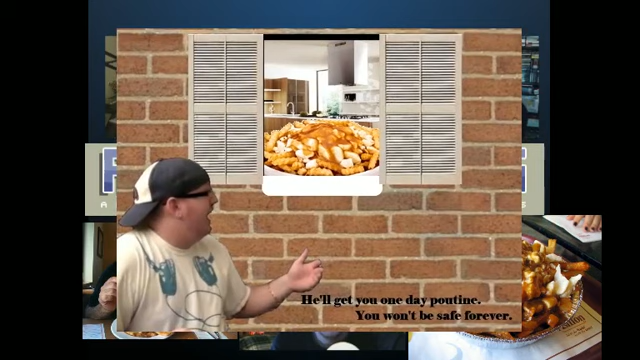 He'll get you one day poutine.
You won't be safe forever.